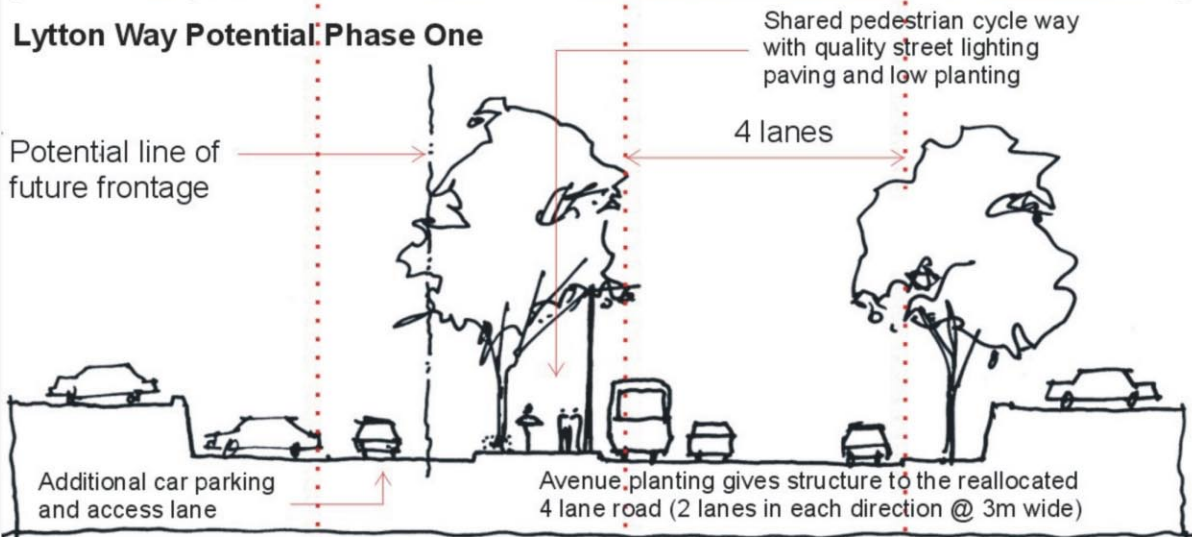 Lytton Way Potential Phase One
Shared pedestrian cycle way
with quality street lighting
paving and low planting
4 lanes
Potential line of
future frontage
Additional car parking
and access lane
Avenue planting gives structure to the reallocated
4 lane road (2 lanes in each direction @ 3m wide)